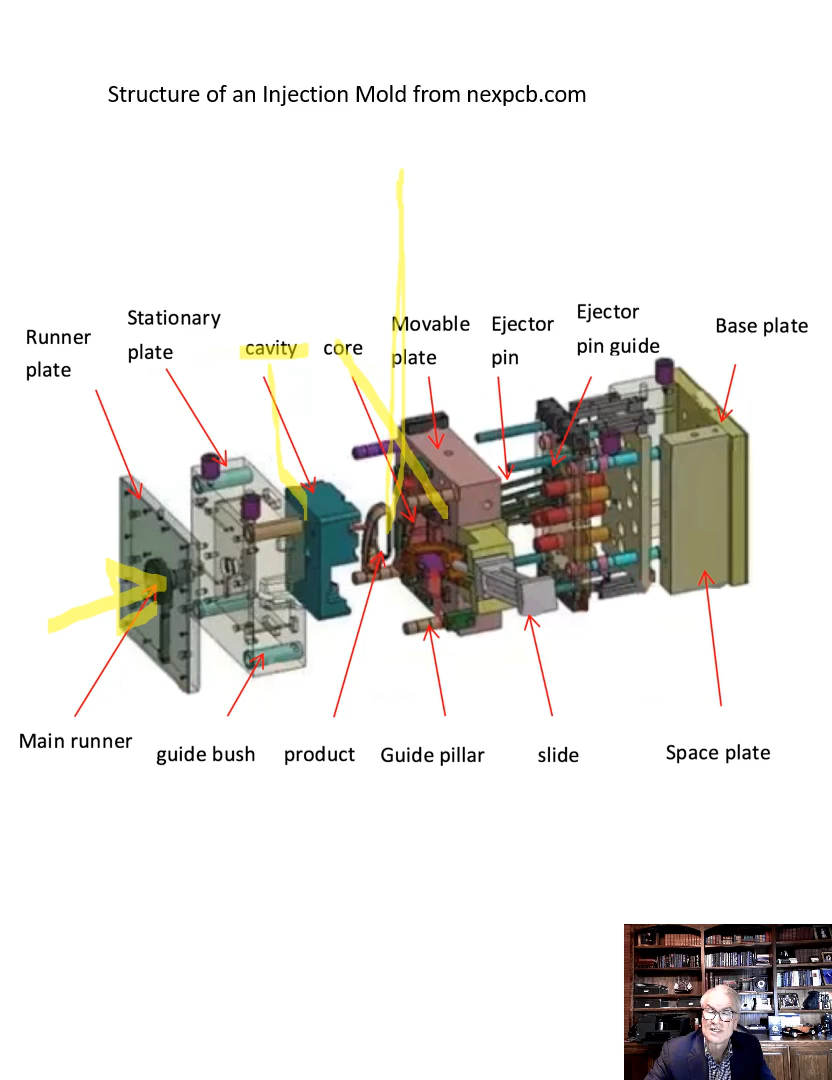 Structure of an Injection Mold from nexpcb.com
Runner
plate
Stationary
plate
cavity
core
Movable
plate
Ejector
pin
Ejector
pin guide
Base plate
Main runner
guide bush
product
Guide pillar
slide
Space plate